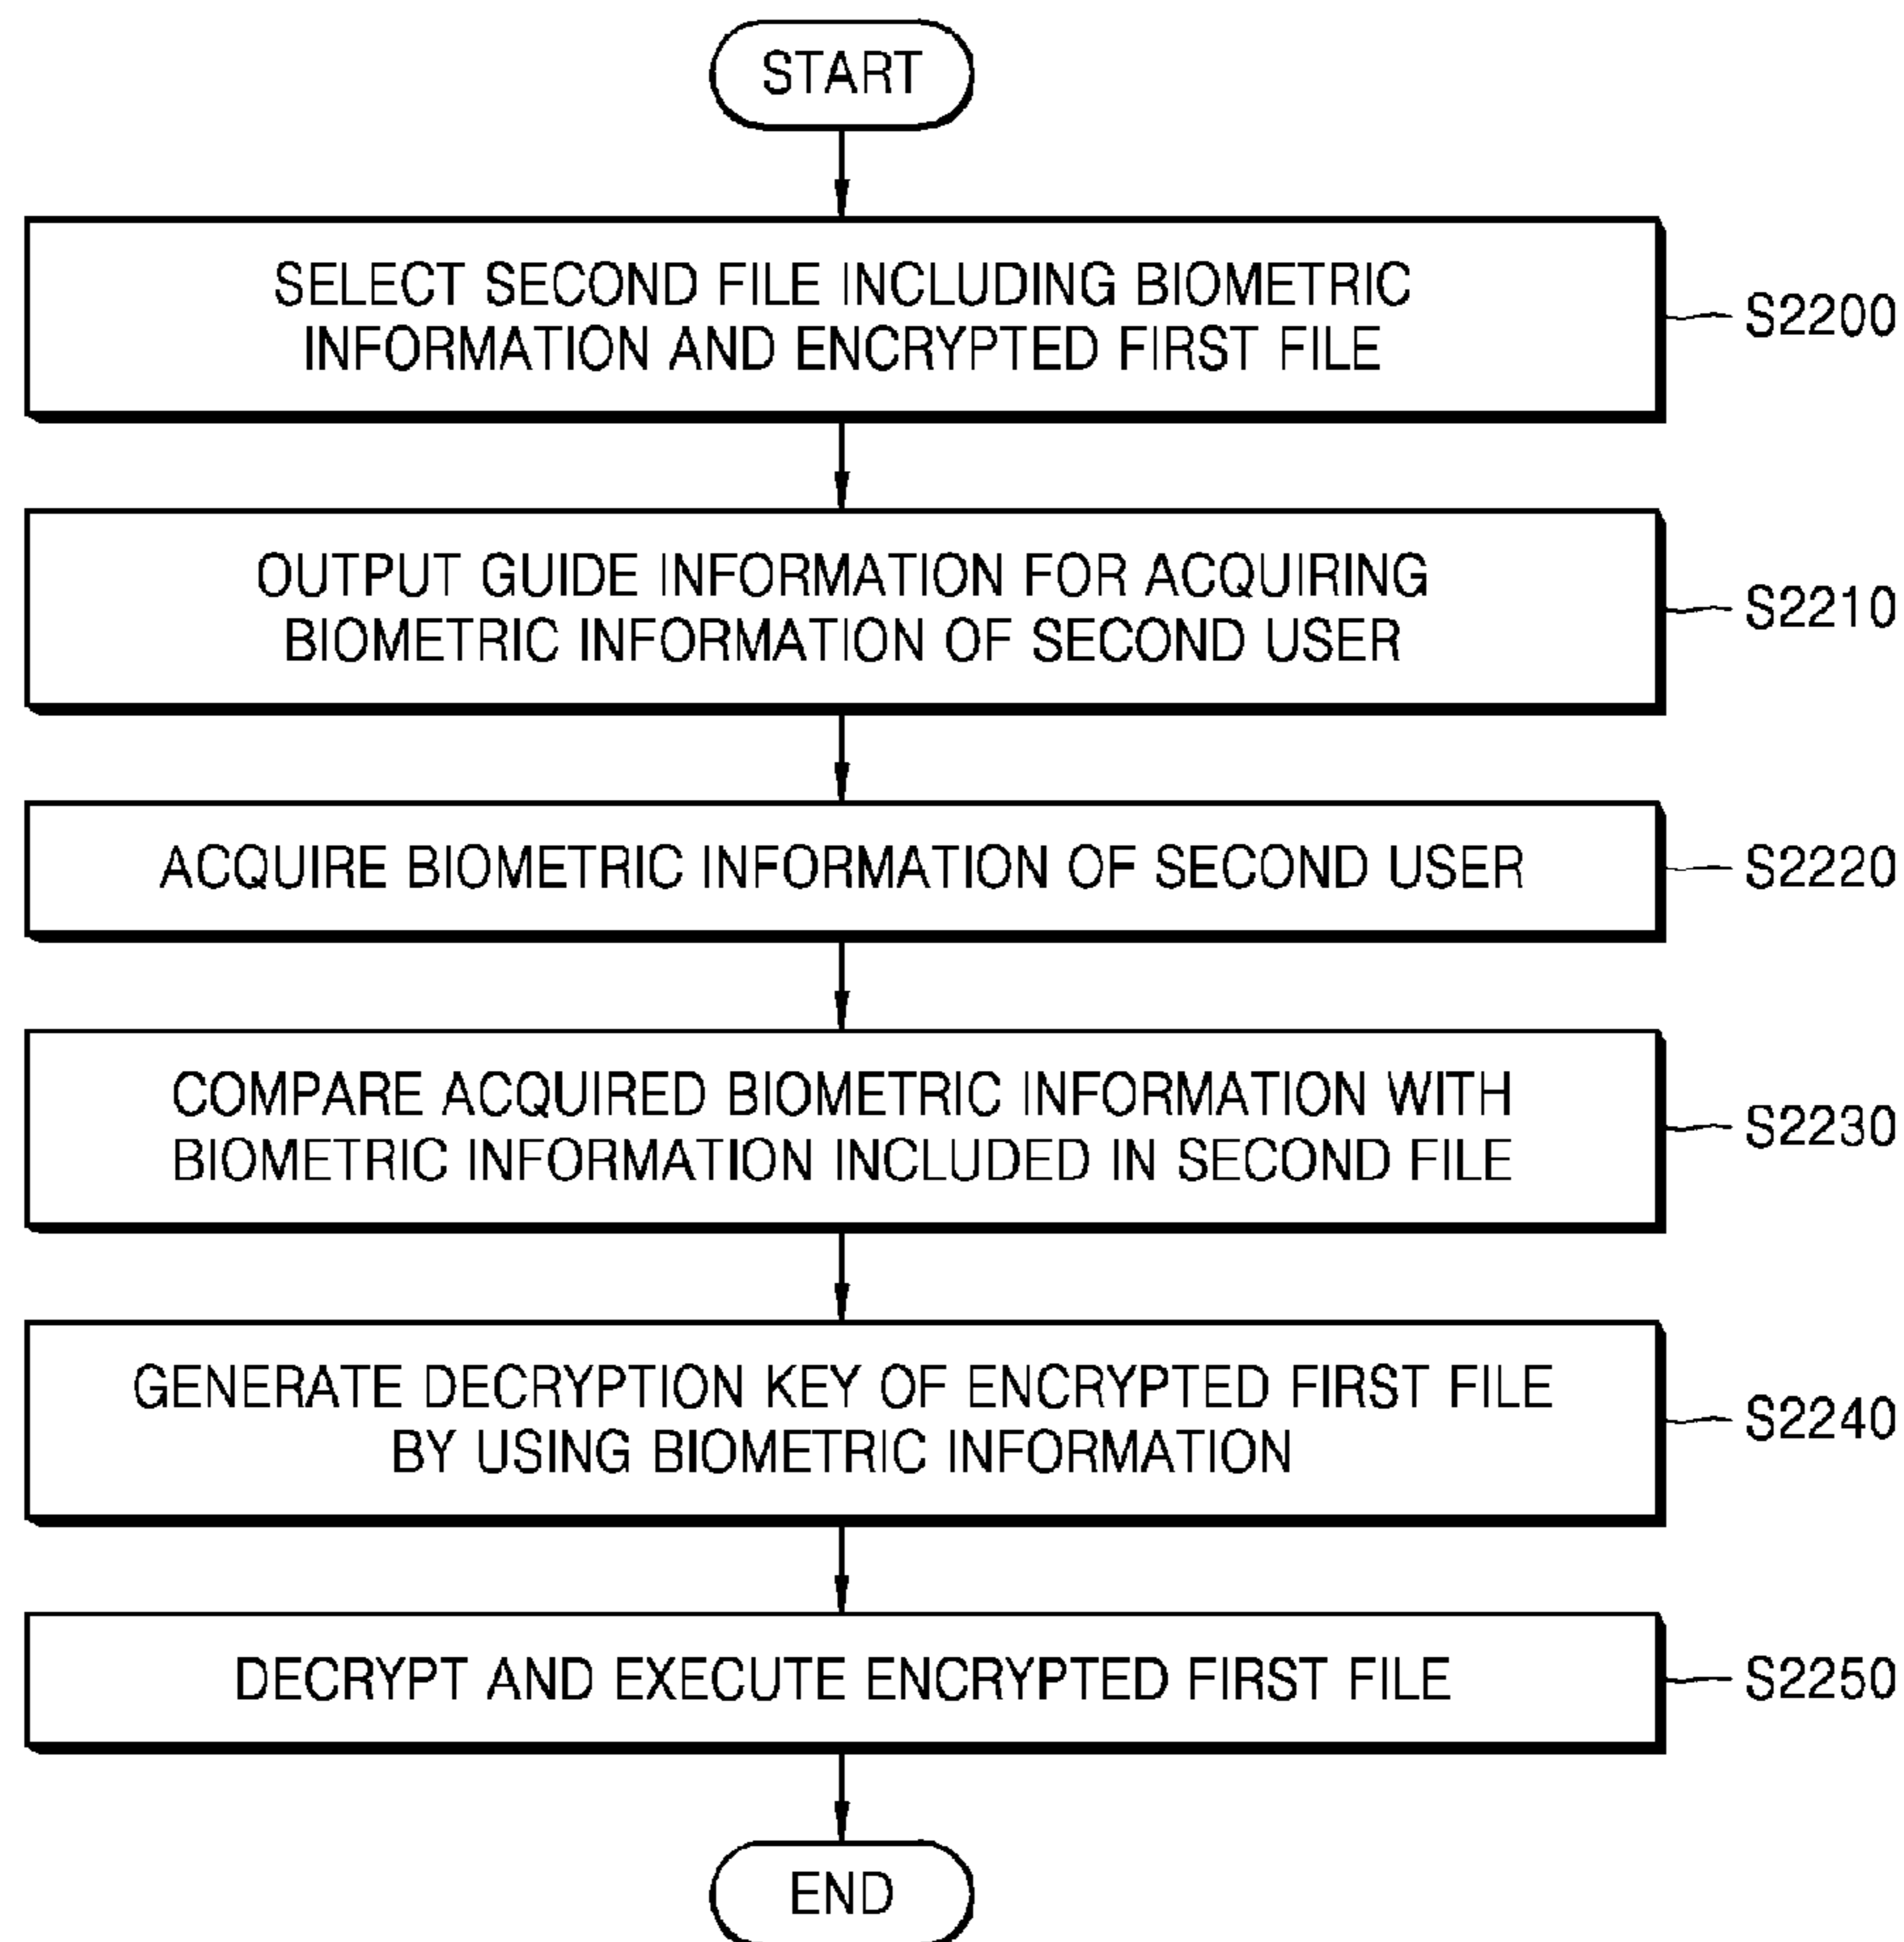 START
SELECT SECOND FILE INCLUDING BIOMETRIC
INFORMATION AND ENCRYPTED FIRST FILE
S2200
OUTPUT GUIDE INFORMATION FOR ACQUIRING
BIOMETRIC INFORMATION OF SECOND USER
S2210
ACQUIRE BIOMETRIC INFORMATION OF SECOND USER
S2220
COMPARE ACQUIRED BIOMETRIC INFORMATION WITH
BIOMETRIC INFORMATION INCLUDED IN SECOND FILE
S2230
GENERATE DECRYPTION KEY OF ENCRYPTED FIRST FILE
BY USING BIOMETRIC INFORMATION
S2240
DECRYPT AND EXECUTE ENCRYPTED FIRST FILE
S2250
END